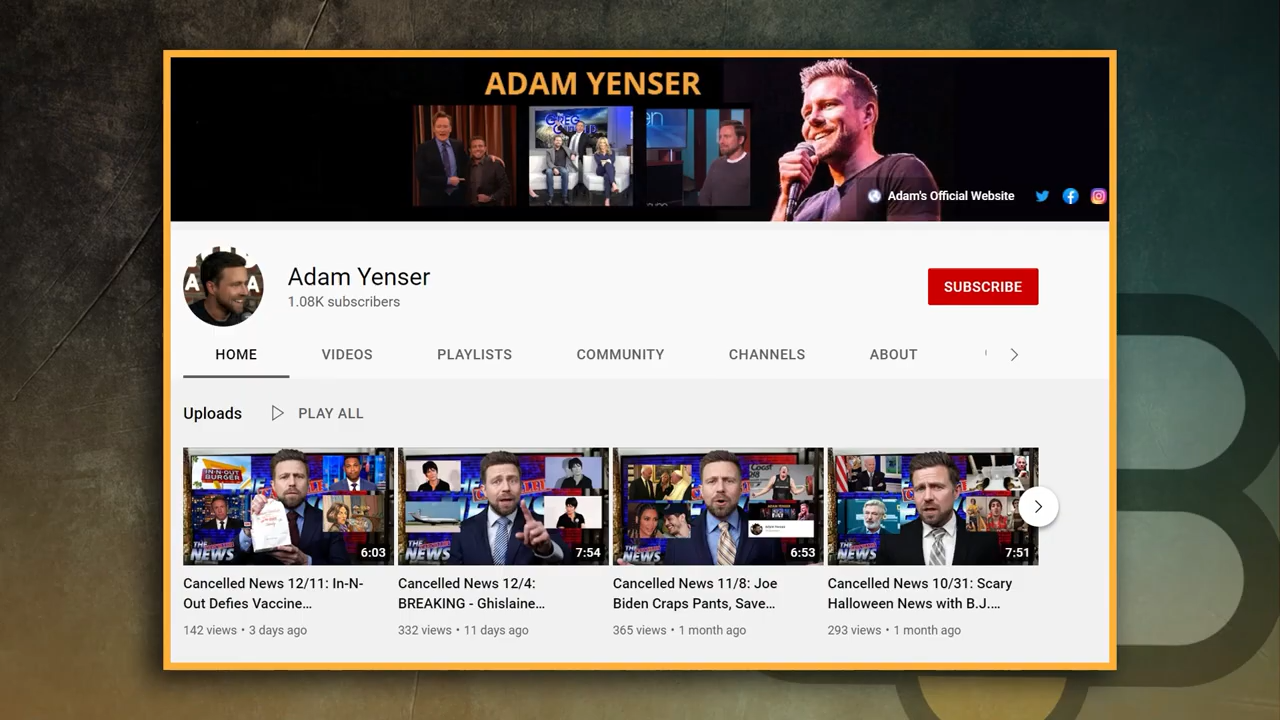 ADAM YENSER
GREG
Adam's Official Website
Adam Yenser
1.08K subscribers
SUBSCRIBE
HOME VIDEOS PLAYLISTS COMMUNITY CHANNELS ABOUT
Uploads PLAY ALL
IN-N-OUT
BURGER
THE
NEWS
6:03
THE
NEWS
7:54
THE
NEWS
6:53
THE
NEWS
7:51
Cancelled News 12/11: In-N-
Out Defies Vaccine...
142 views • 3 days ago
Cancelled News 12/4:
BREAKING - Ghislaine...
332 views • 11 days ago
Cancelled News 11/8: Joe
Biden Craps Pants, Save...
365 views • 1 month ago
Cancelled News 10/31: Scary
Halloween News with B.J....
293 views • 1 month ago